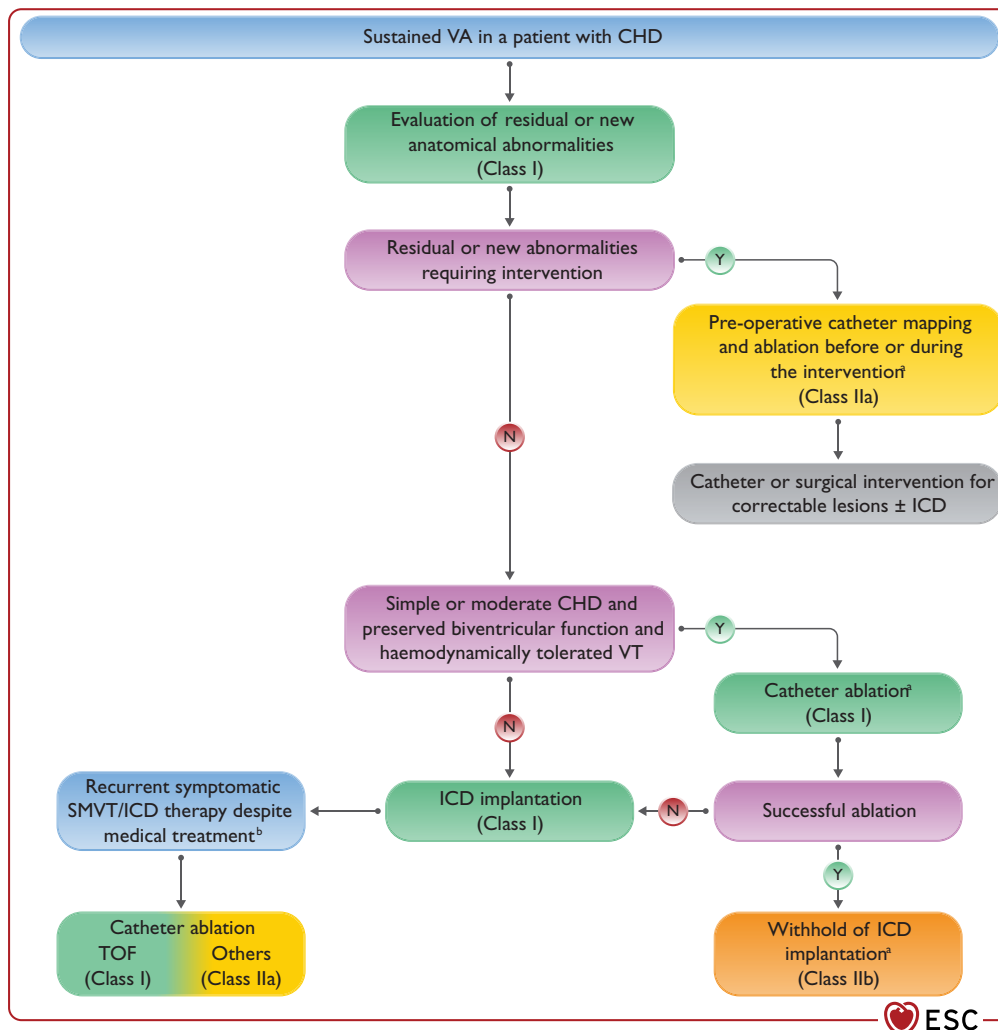 Sustained VA in a patient with CHD
Evaluation of residual or new
anatomical abnormalities
(Class I)
Residual or new abnormalities
requiring intervention
Y
Pre-operative catheter mapping
and ablation before or during
the interventionᵃ
(Class IIa)
N
Catheter or surgical intervention for
correctable lesions ± ICD
Simple or moderate CHD and
preserved biventricular function and
haemodynamically tolerated VT
Y
Catheter ablationᵃ
(Class I)
N
Recurrent symptomatic
SMVT/ICD therapy despite
medical treatmentᵇ
ICD implantation
(Class I)
N
Successful ablation
Y
Catheter ablation
TOF Others
(Class I) (Class IIa)
Withhold of ICD
implantationᵃ
(Class IIb)
ESC